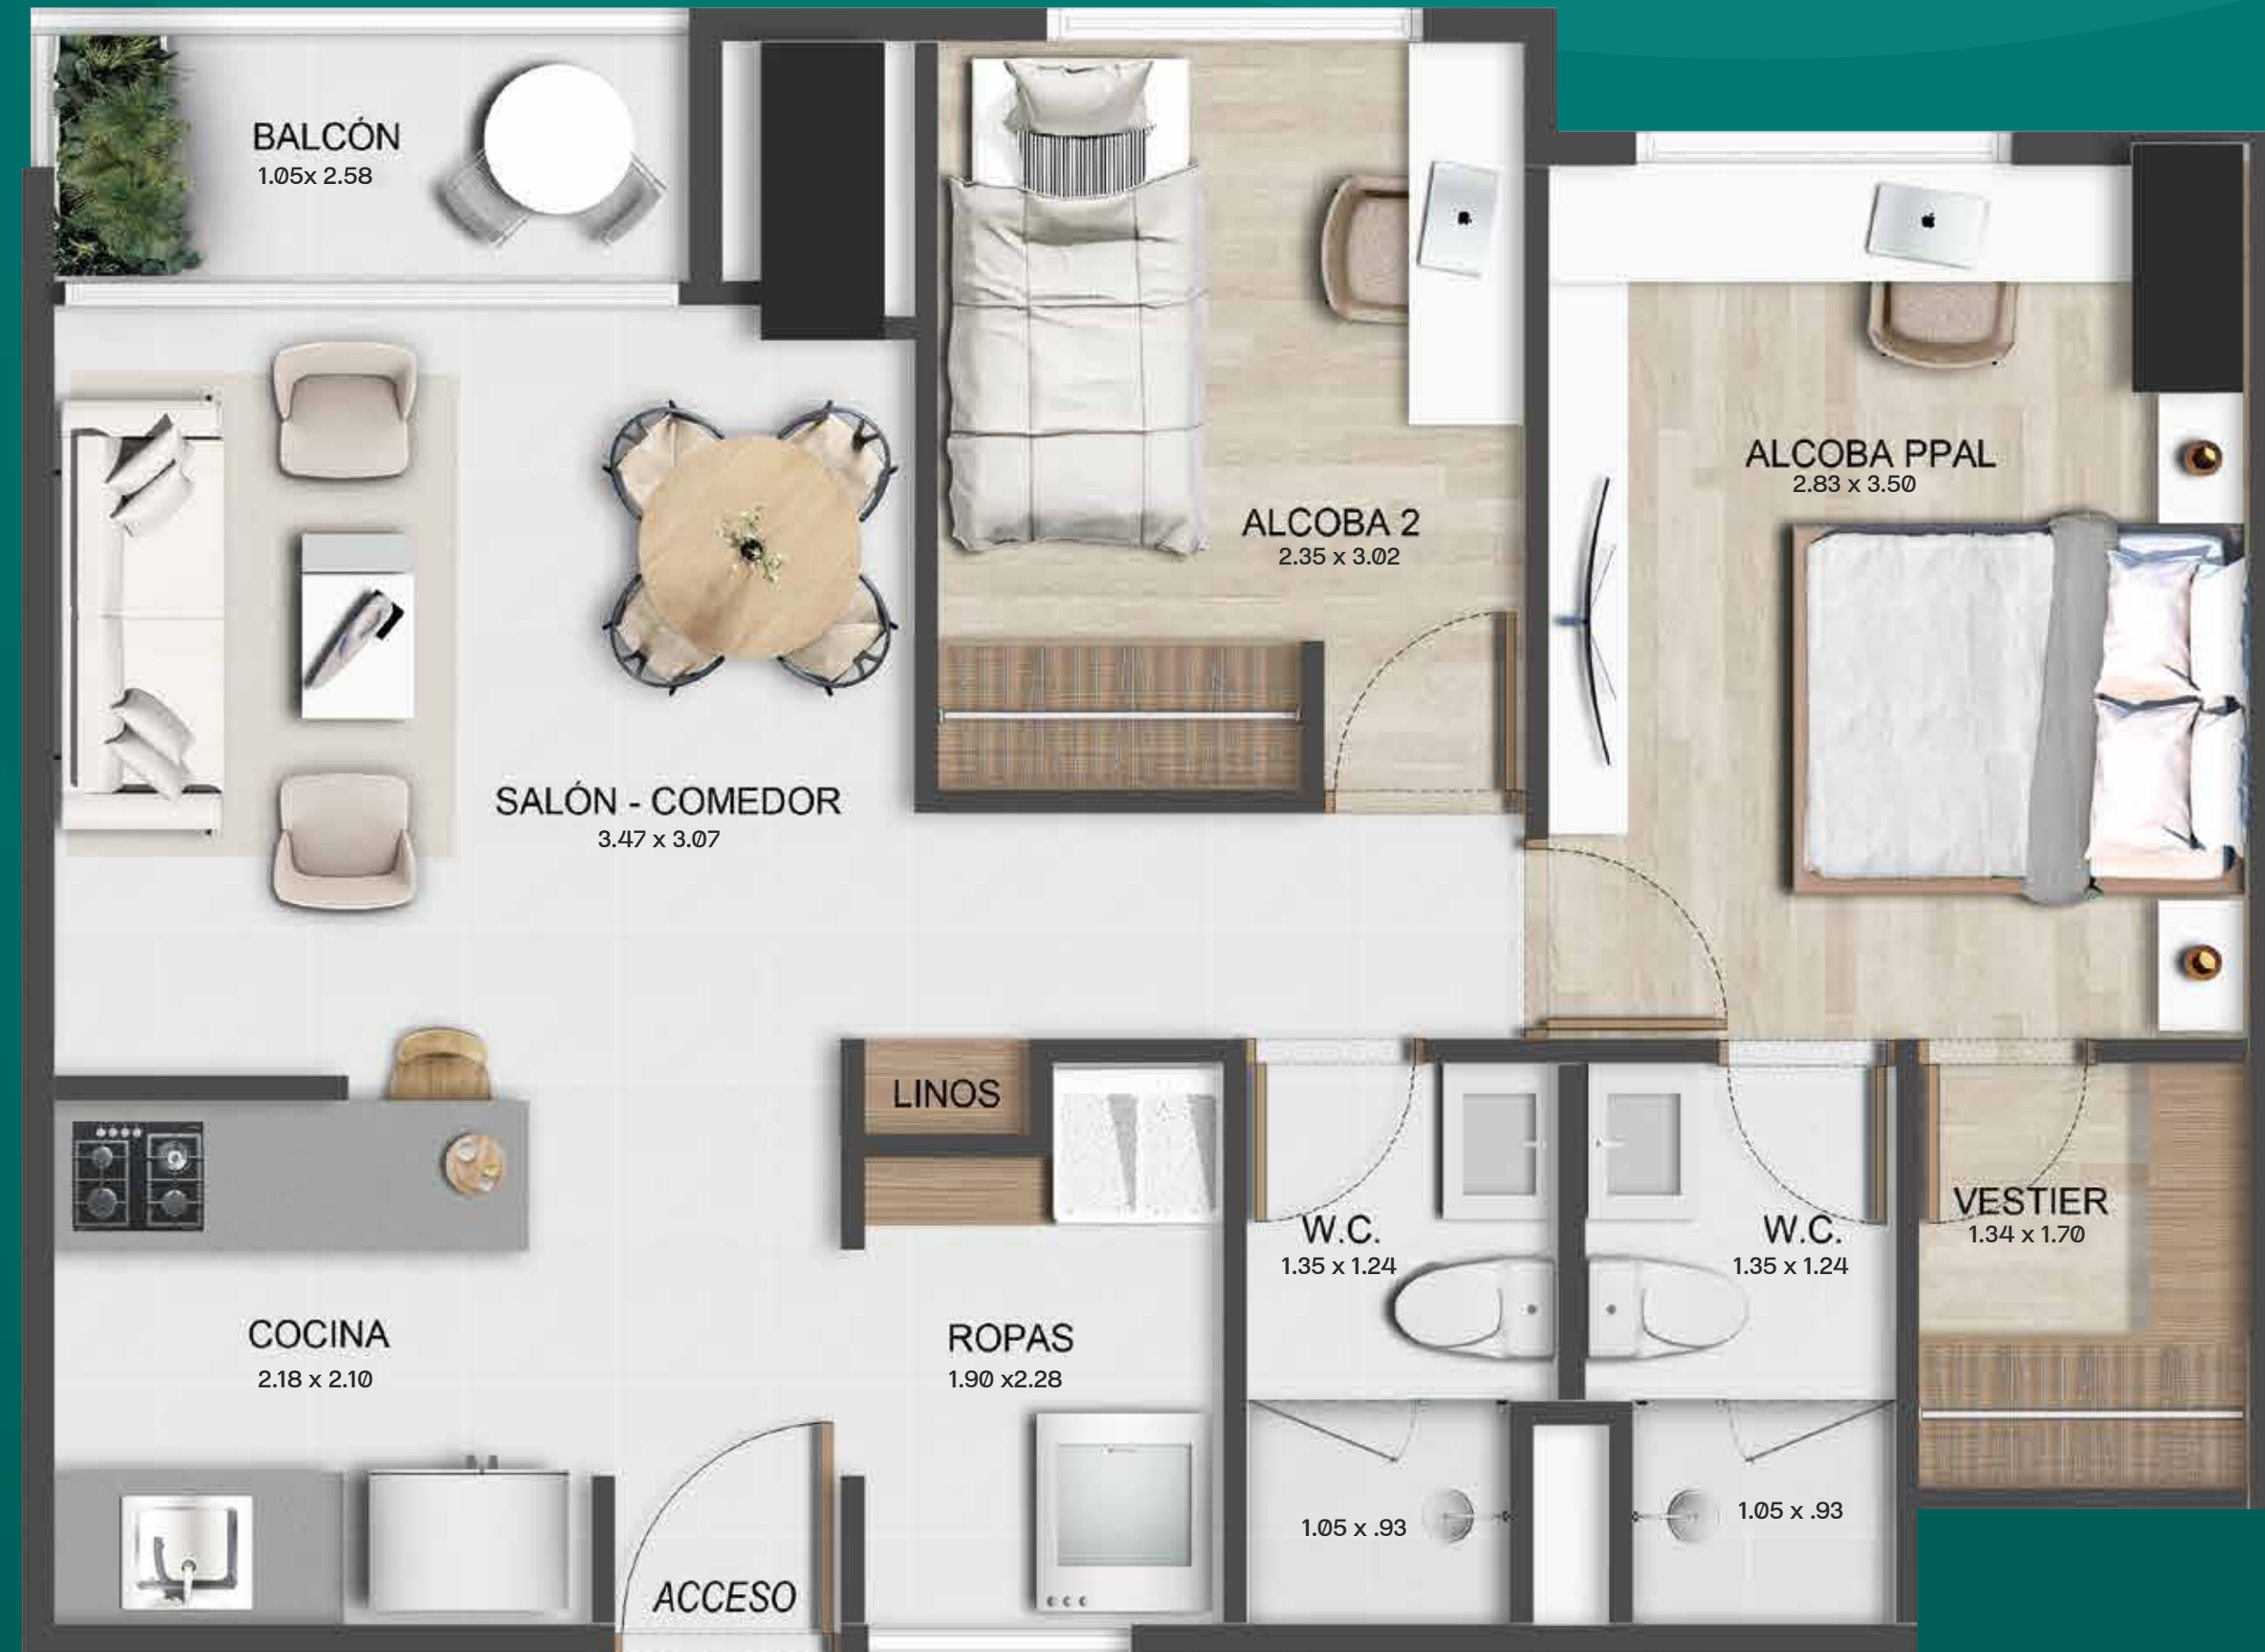 BALCÓN
1.05x 2.58
ALCOBA PPAL
2.83 x 3.50
ALCOBA 2
2.35 x 3.02
SALÓN - COMEDOR
3.47 x 3.07
LINOS
VESTIER
1.34 x 1.70
W.C.
1.35 x 1.24
W.C.
1.35 x 1.24
COCINA
2.18 x 2.10
ROPAS
1.90 x2.28
1.05 x .93
1.05 x .93
ACCESO